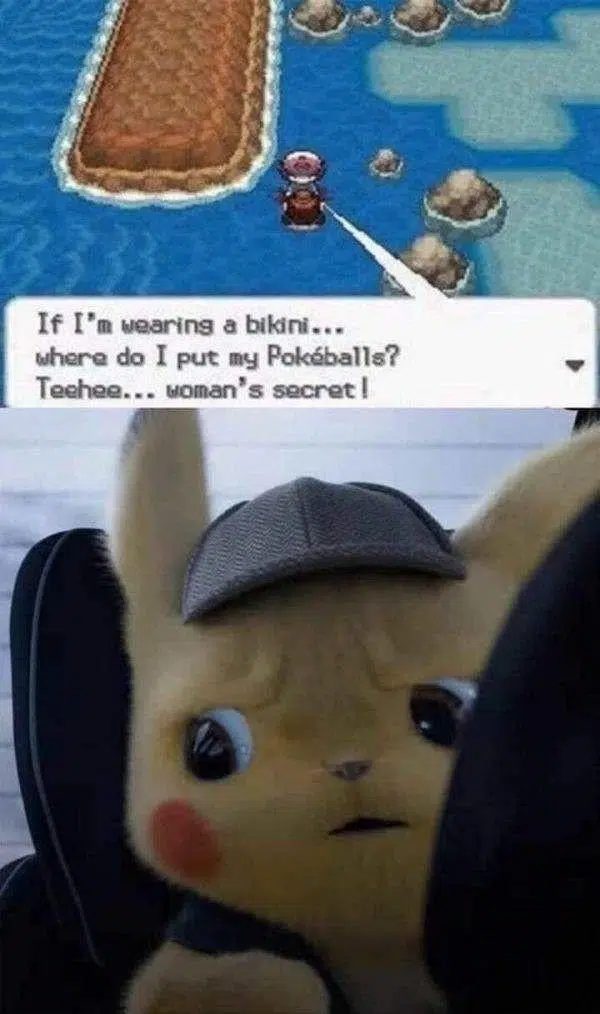 If I'm wearing a bikini...
where do I put my Pokéballs?
Teehee... woman's secret!